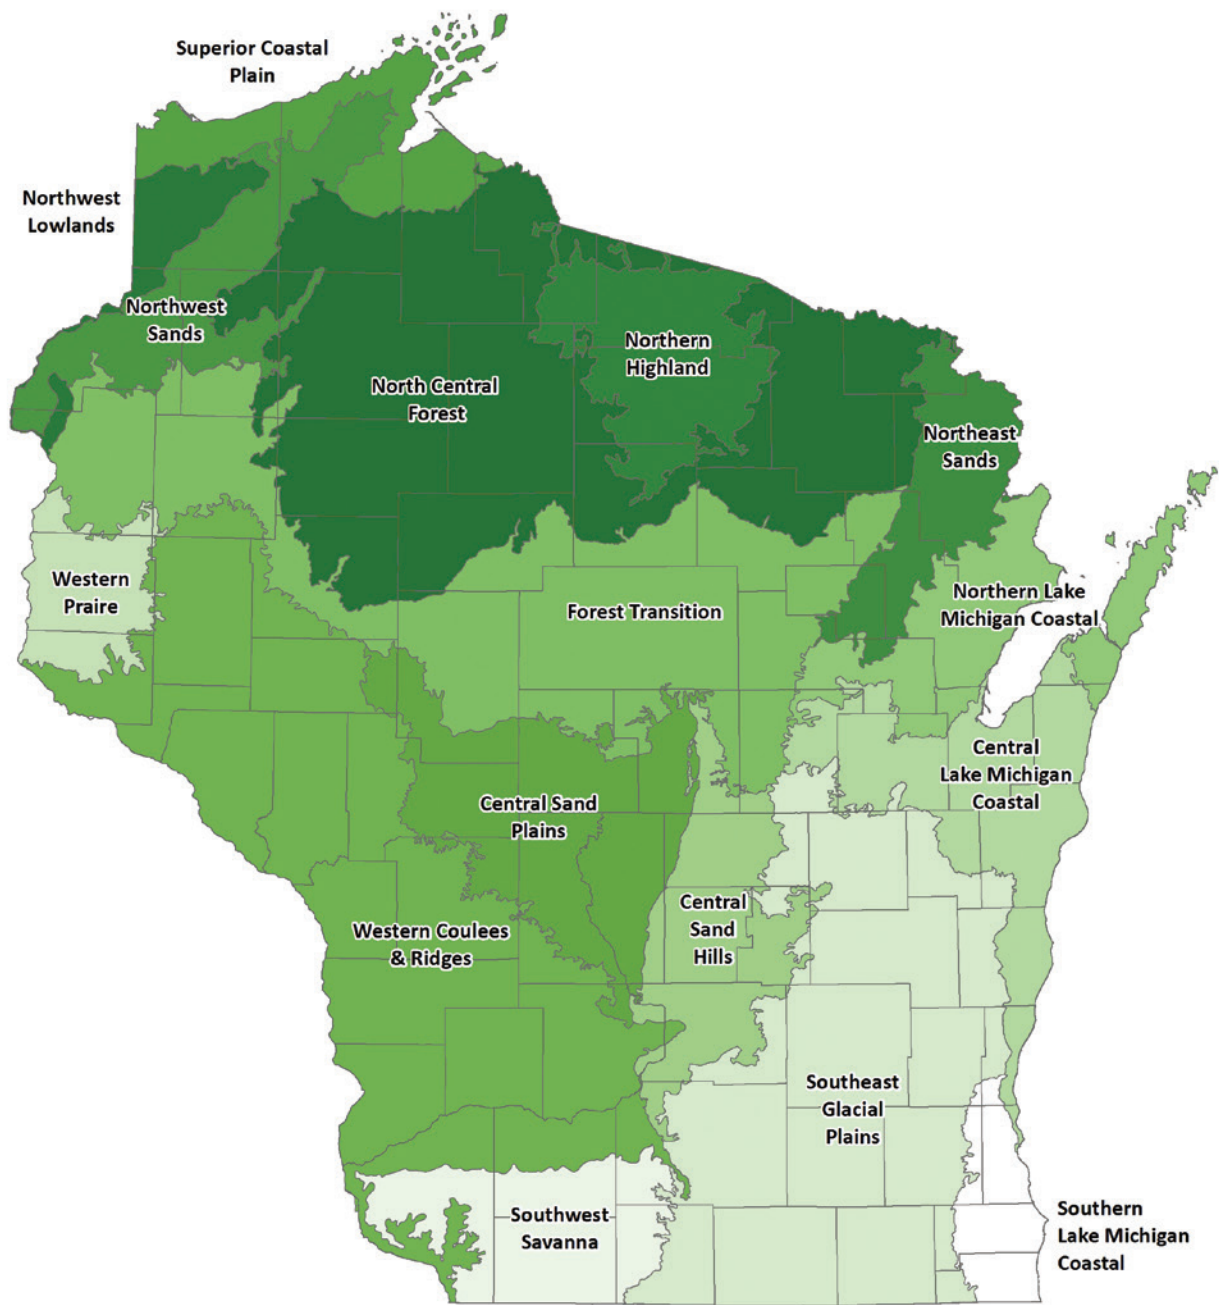 Superior Coastal
Plain
Northwest
Lowlands
Northwest
Sands
Northern
Highland
North Central
Forest
Northeast
Sands
Western
Praire
Forest Transition
Northern Lake
Michigan Coastal
Central
Lake Michigan
Coastal
Central Sand
Plains
Central
Sand
Hills
Western Coulees
& Ridges
Southeast
Glacial
Plains
Southwest
Savanna
Southern
Lake Michigan
Coastal